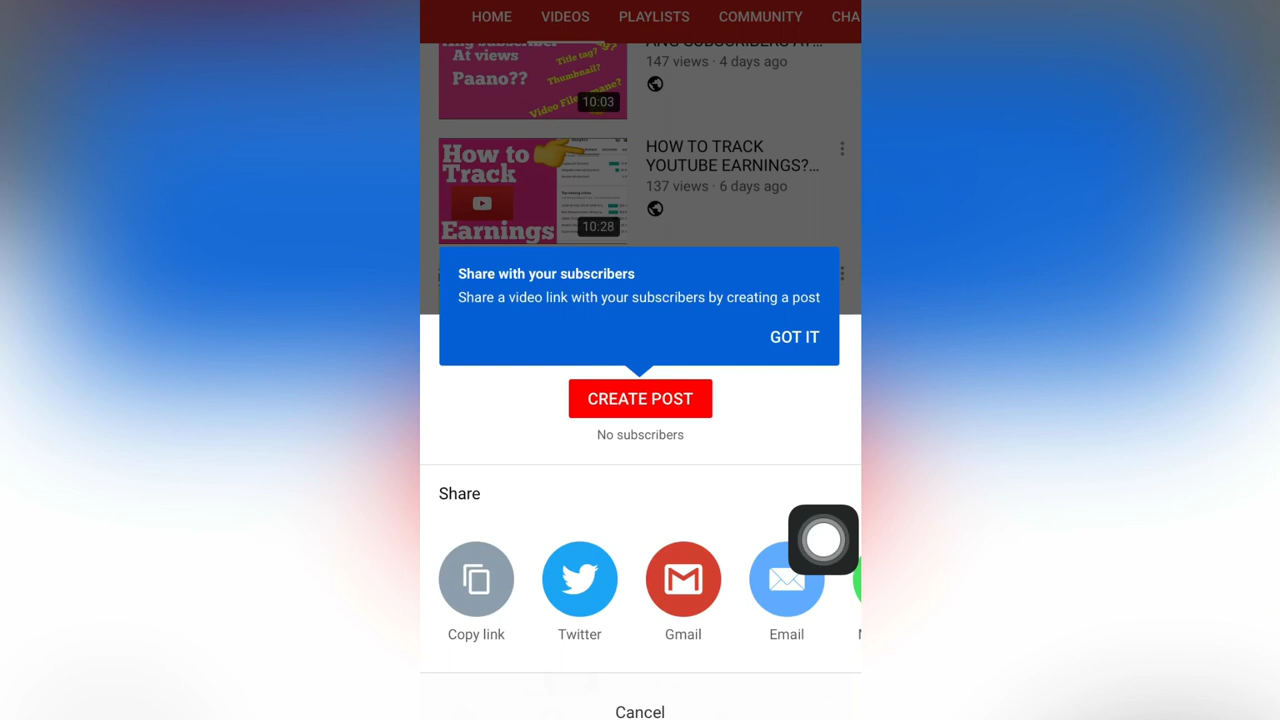 HOME VIDEOS PLAYLISTS COMMUNITY CHA
At views
Paano??
Title tag?
Thumbnail?
10:03
147 views · 4 days ago
How to
Track
Earnings
10:28
HOW TO TRACK
YOUTUBE EARNINGS?...
137 views · 6 days ago
Share with your subscribers
Share a video link with your subscribers by creating a post
GOT IT
CREATE POST
No subscribers
Share
Copy link Twitter Gmail Email
Cancel